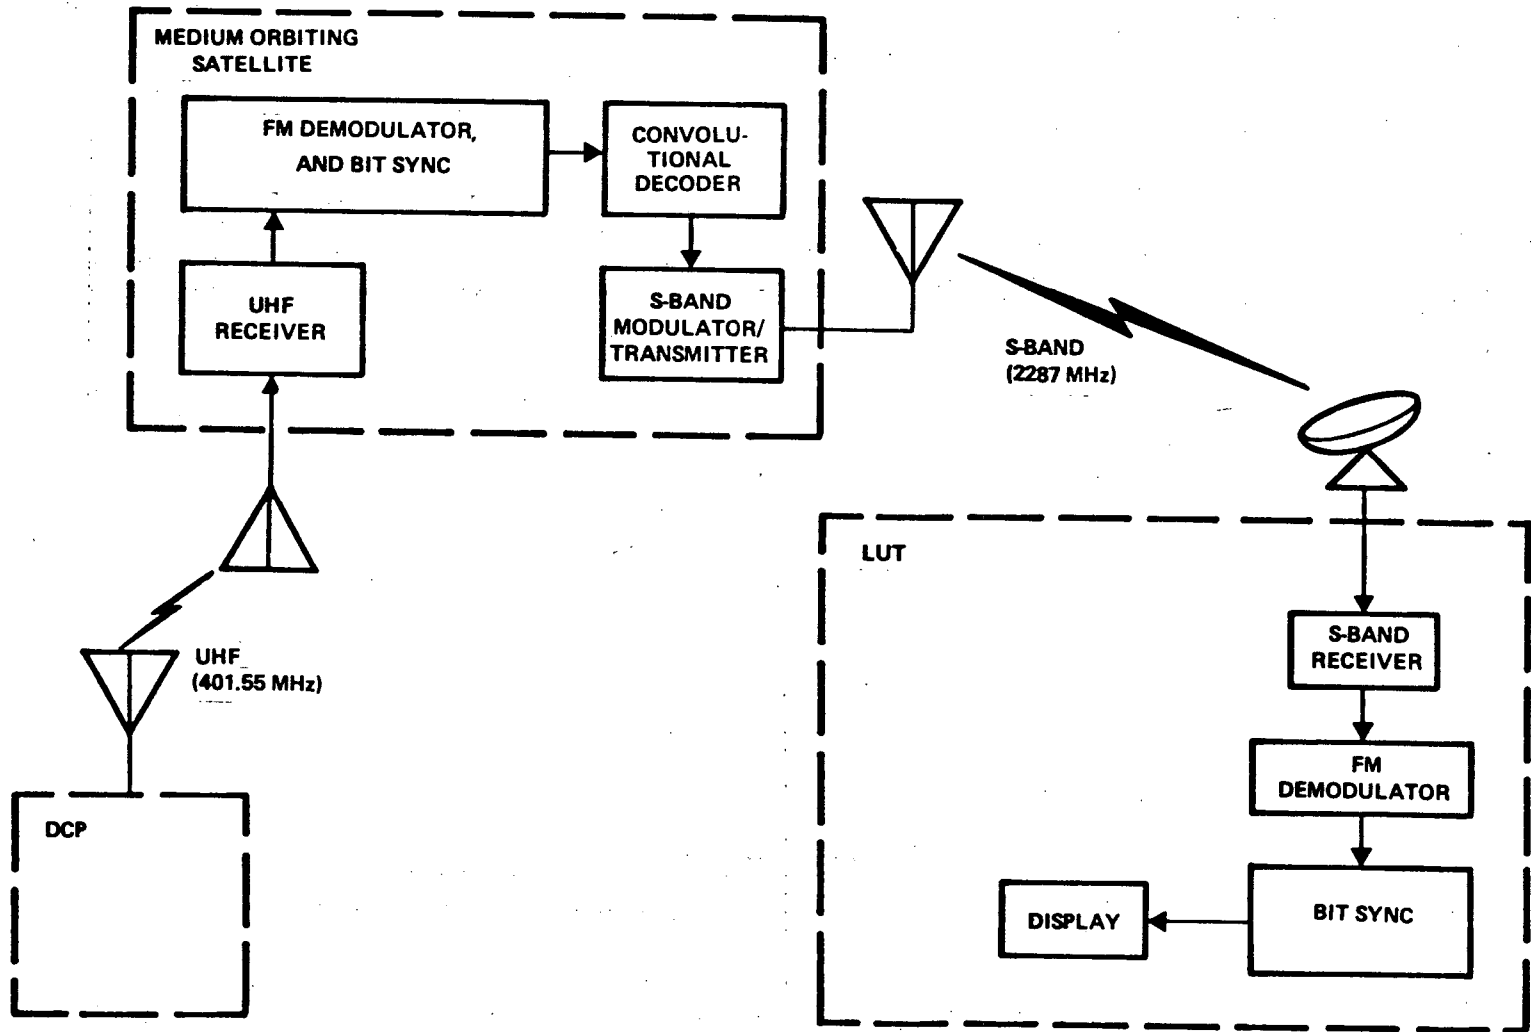 MEDIUM ORBITING
SATELLITE
FM DEMODULATOR,
AND BIT SYNC
CONVOLU-
TIONAL
DECODER
UHF
RECEIVER
S-BAND
MODULATOR/
TRANSMITTER
S-BAND
(2287 MHz)
UHF
(401.55 MHz)
DCP
LUT
S-BAND
RECEIVER
FM
DEMODULATOR
BIT SYNC
DISPLAY